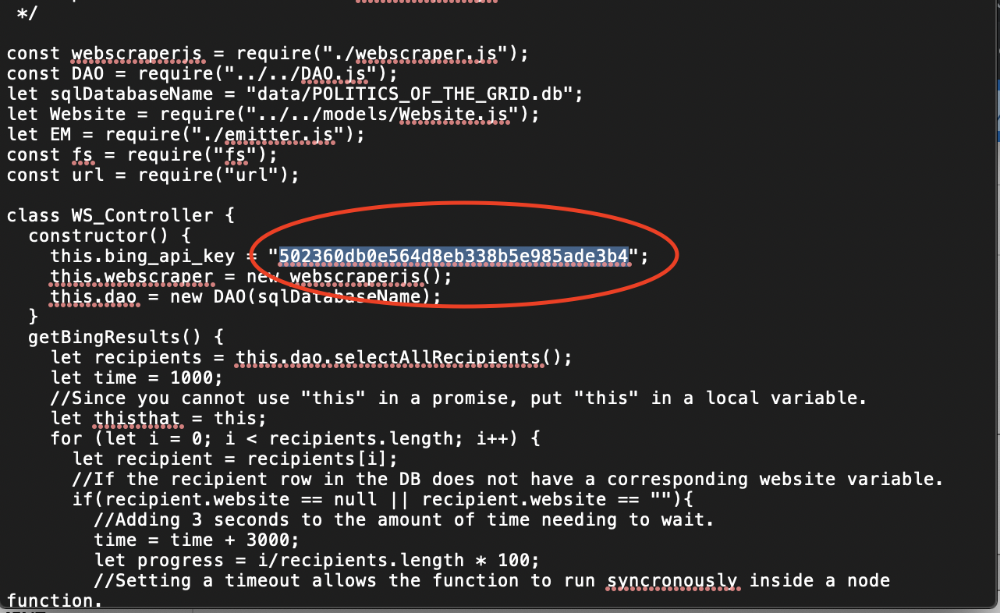 */
const webscraperjs = require("./webscraper.js");
const DAO = require("../../DAO.js");
let sqlDatabaseName = "data/POLITICS_OF_THE_GRID.db";
let Website = require("../../models/Website.js");
let EM = require("./emitter.js");
const fs = require("fs");
const url = require("url");
class WS_Controller {
constructor() {
this.bing_api_key = "502360db0e564d8eb338b5e985ade3b4";
this.webscraper = new webscraperjs();
this.dao = new DAO(sqlDatabaseName);
}
getBingResults() {
let recipients = this.dao.selectAllRecipients();
let time = 1000;
//Since you cannot use "this" in a promise, put "this" in a local variable.
let thisthat = this;
for (let i = 0; i < recipients.length; i++) {
let recipient = recipients[i];
//If the recipient row in the DB does not have a corresponding website variable.
if(recipient.website == null || recipient.website == ""){
//Adding 3 seconds to the amount of time needing to wait.
time = time + 3000;
let progress = i/recipients.length * 100;
//Setting a timeout allows the function to run syncronously inside a node
function.